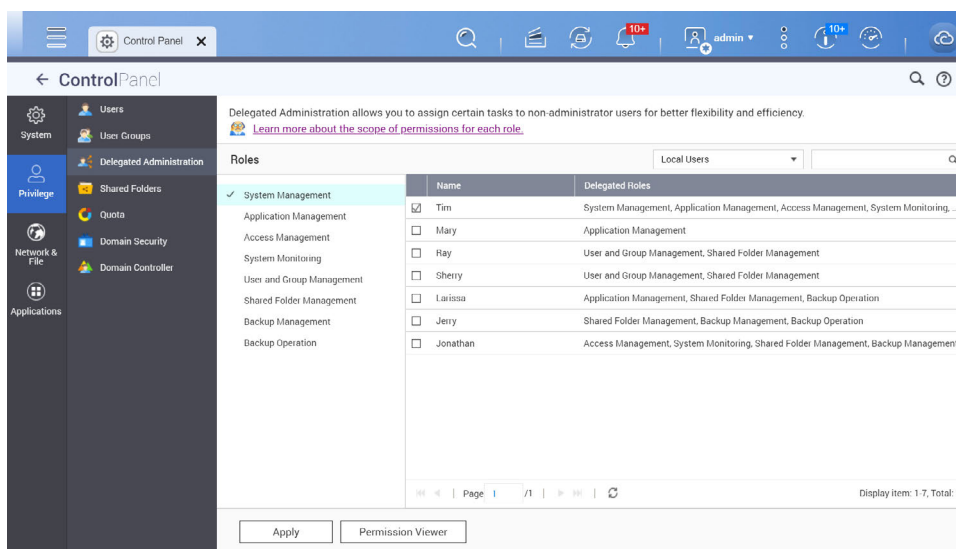 Control Panel X 10+ admin 10+
ControlPanel
Delegated Administration allows you to assign certain tasks to non-administrator users for better flexibility and efficiency.
Learn more about the scope of permissions for each role.
System
Privilege
Network &
File
Applications
Users
User Groups
Delegated Administration
Shared Folders
Quota
Domain Security
Domain Controller
Roles
Local Users
System Management
Application Management
Access Management
System Monitoring
User and Group Management
Shared Folder Management
Backup Management
Backup Operation
Name Delegated Roles
Tim System Management, Application Management, Access Management, System Monitoring, ..
Mary Application Management
Ray User and Group Management, Shared Folder Management
Sherry User and Group Management, Shared Folder Management
Larissa Application Management, Shared Folder Management, Backup Operation
Jerry Shared Folder Management, Backup Management, Backup Operation
Jonathan Access Management, System Monitoring, Shared Folder Management, Backup Management
Page 1 /1 Display item: 1-7, Total:
Apply Permission Viewer